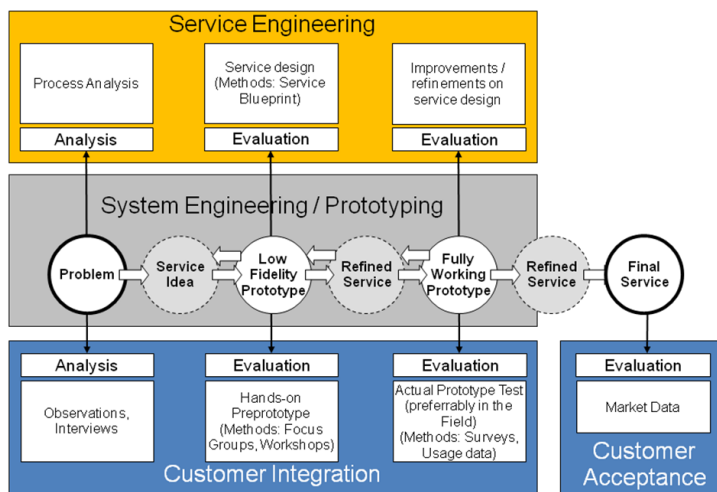 Service Engineering
Process Analysis
Analysis
Service design
(Methods: Service
Blueprint)
Evaluation
Improvements /
refinements on
service design
Evaluation
System Engineering / Prototyping
Problem
Service
Idea
Low
Fidelity
Prototype
Refined
Service
Fully
Working
Prototype
Refined
Service
Final
Service
Analysis
Observations,
Interviews
Evaluation
Hands-on
Preprototype
(Methods: Focus
Groups, Workshops)
Evaluation
Actual Prototype Test
(preferrably in the
Field)
(Methods: Surveys,
Usage data)
Customer Integration
Evaluation
Market Data
Customer
Acceptance